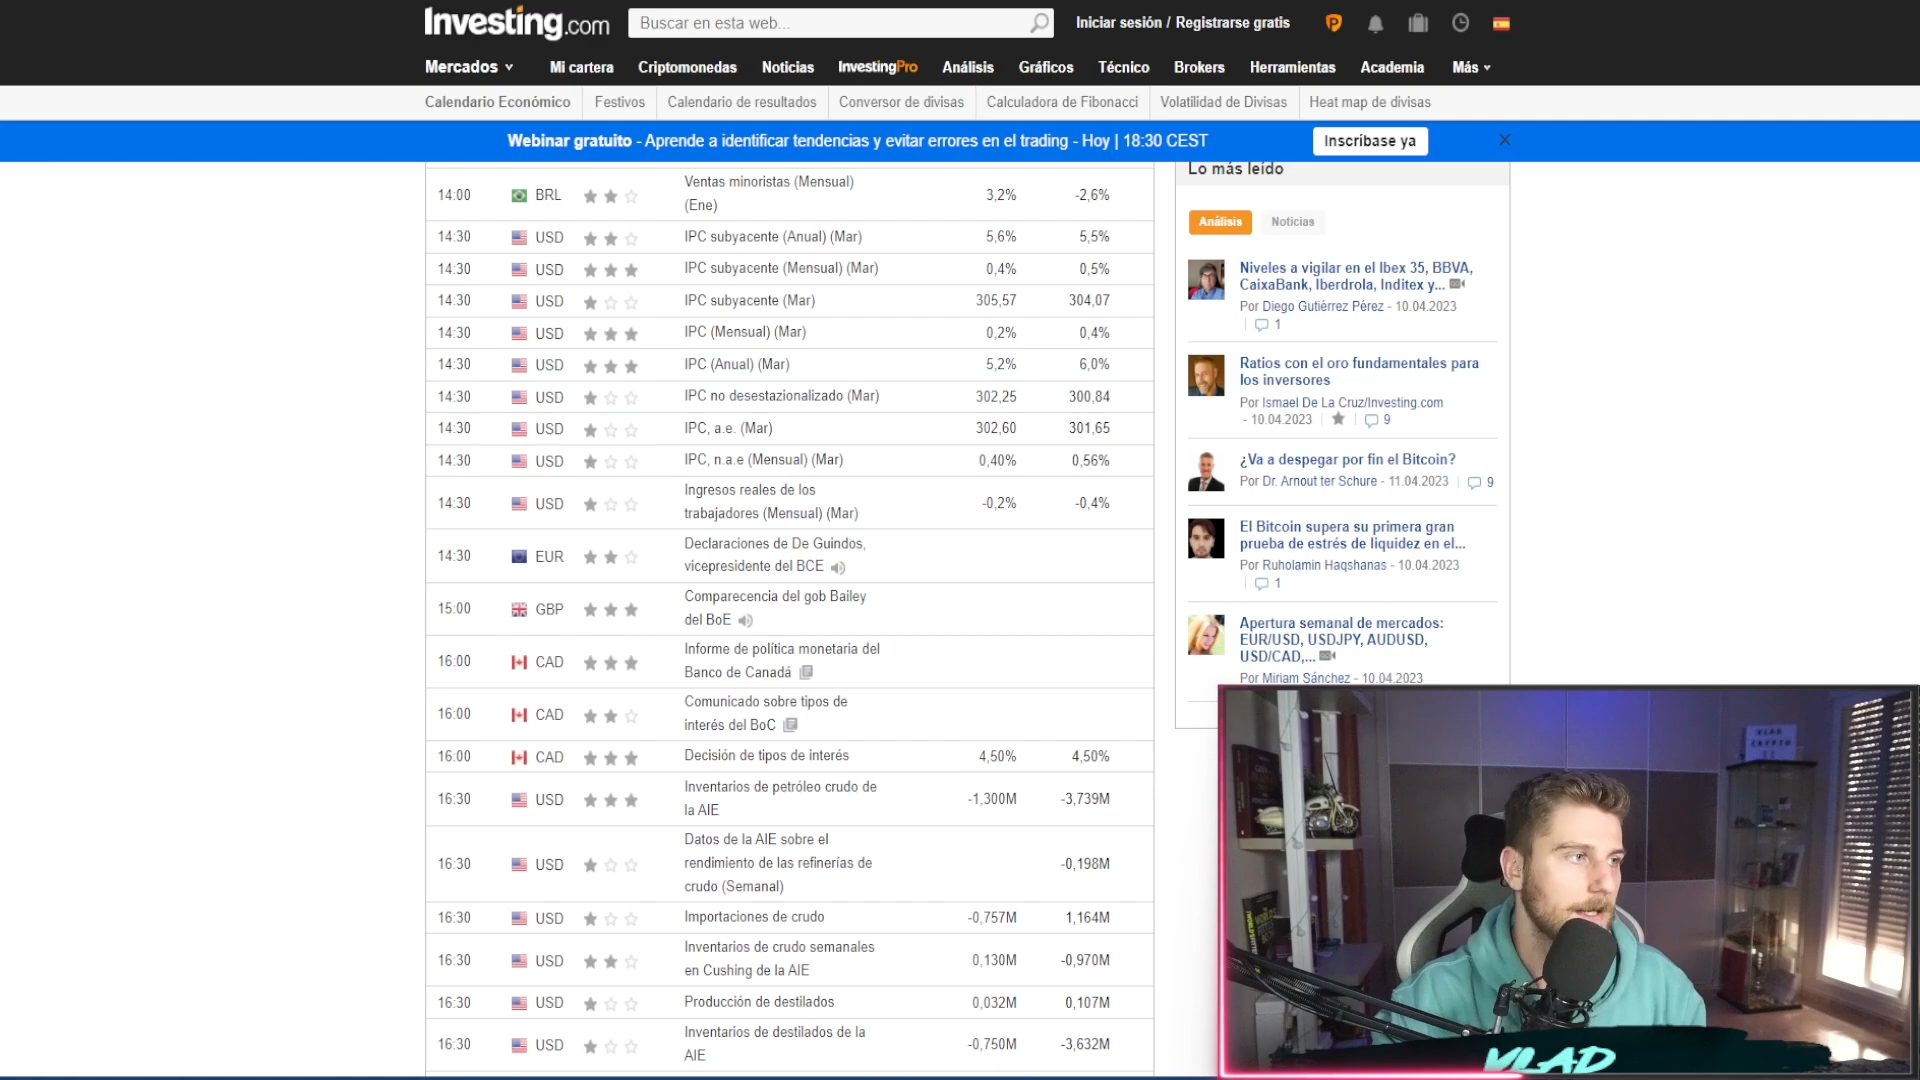 Investing.com
Buscar en esta web...
Iniciar sesión / Registrarse gratis
Mercados
Mi cartera
Criptomonedas
Noticias
InvestingPro
Análisis
Gráficos
Técnico
Brokers
Herramientas
Academia
Más
Calendario Económico
Festivos
Calendario de resultados
Conversor de divisas
Calculadora de Fibonacci
Volatilidad de Divisas
Heat map de divisas
Webinar gratuito - Aprende a identificar tendencias y evitar errores en el trading - Hoy | 18:30 CEST
Inscríbase ya
14:00 BRL Ventas minoristas (Mensual) 3,2% -2,6%
(Ene)
14:30 USD IPC subyacente (Anual) (Mar) 5,6% 5,5%
14:30 USD IPC subyacente (Mensual) (Mar) 0,4% 0,5%
14:30 USD IPC subyacente (Mar) 305,57 304,07
14:30 USD IPC (Mensual) (Mar) 0,2% 0,4%
14:30 USD IPC (Anual) (Mar) 5,2% 6,0%
14:30 USD IPC no desestazionalizado (Mar) 302,25 300,84
14:30 USD IPC, a.e. (Mar) 302,60 301,65
14:30 USD IPC, n.a.e (Mensual) (Mar) 0,40% 0,56%
14:30 USD Ingresos reales de los -0,2% -0,4%
trabajadores (Mensual) (Mar)
14:30 EUR Declaraciones de De Guindos,
vicepresidente del BCE
15:00 GBP Comparecencia del gob Bailey
del BoE
16:00 CAD Informe de política monetaria del
Banco de Canadá
16:00 CAD Comunicado sobre tipos de
interés del BoC
16:00 CAD Decisión de tipos de interés 4,50% 4,50%
16:30 USD Inventarios de petróleo crudo de -1,300M -3,739M
la AIE
16:30 USD Datos de la AIE sobre el -0,198M
rendimiento de las refinerías de
crudo (Semanal)
16:30 USD Importaciones de crudo -0,757M 1,164M
16:30 USD Inventarios de crudo semanales 0,130M -0,970M
en Cushing de la AIE
16:30 USD Producción de destilados 0,032M 0,107M
16:30 USD Inventarios de destilados de la -0,750M -3,632M
AIE
Lo más leído
Análisis
Noticias
Niveles a vigilar en el Ibex 35, BBVA,
CaixaBank, Iberdrola, Inditex y...
Por Diego Gutiérrez Pérez - 10.04.2023
1
Ratios con el oro fundamentales para
los inversores
Por Ismael De La Cruz/Investing.com
- 10.04.2023 9
¿Va a despegar por fin el Bitcoin?
Por Dr. Arnout ter Schure - 11.04.2023 9
El Bitcoin supera su primera gran
prueba de estrés de liquidez en el...
Por Ruholamin Haqshanas - 10.04.2023
1
Apertura semanal de mercados:
EUR/USD, USDJPY, AUDUSD,
USD/CAD,...
Por Miriam Sánchez - 10.04.2023
VLAD
CRYPTO
VLAD